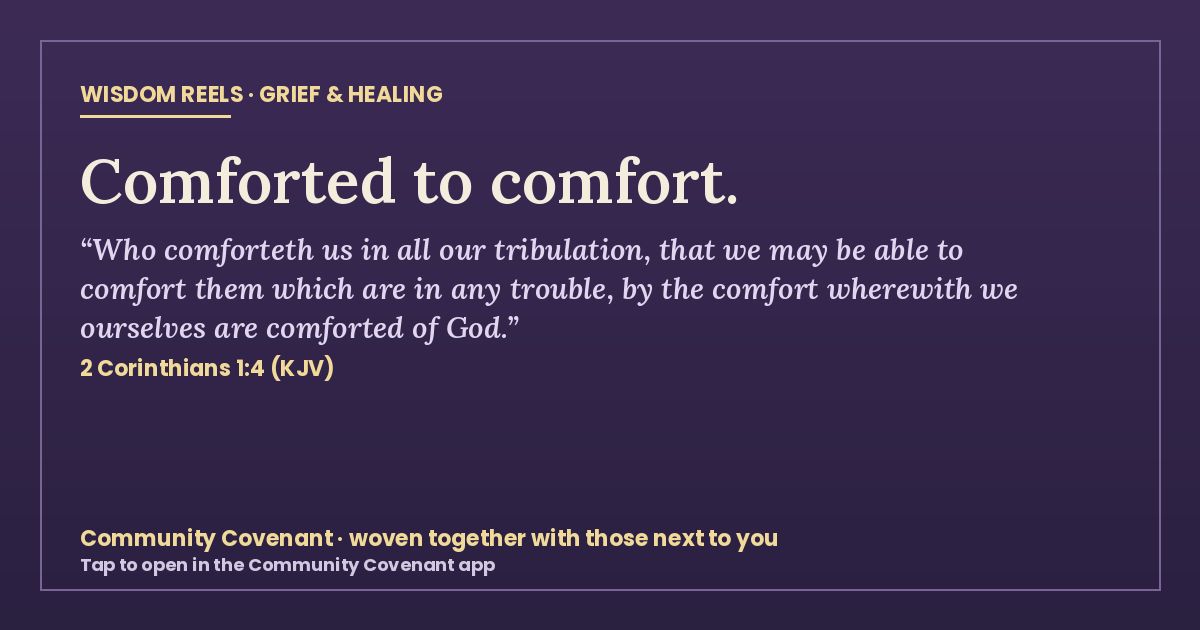 WISDOM REELS · GRIEF & HEALING
Comforted to comfort.
“Who comforteth us in all our tribulation, that we may be able to
comfort them which are in any trouble, by the comfort wherewith we
ourselves are comforted of God.”
2 Corinthians 1:4 (KJV)
Community Covenant · woven together with those next to you
Tap to open in the Community Covenant app